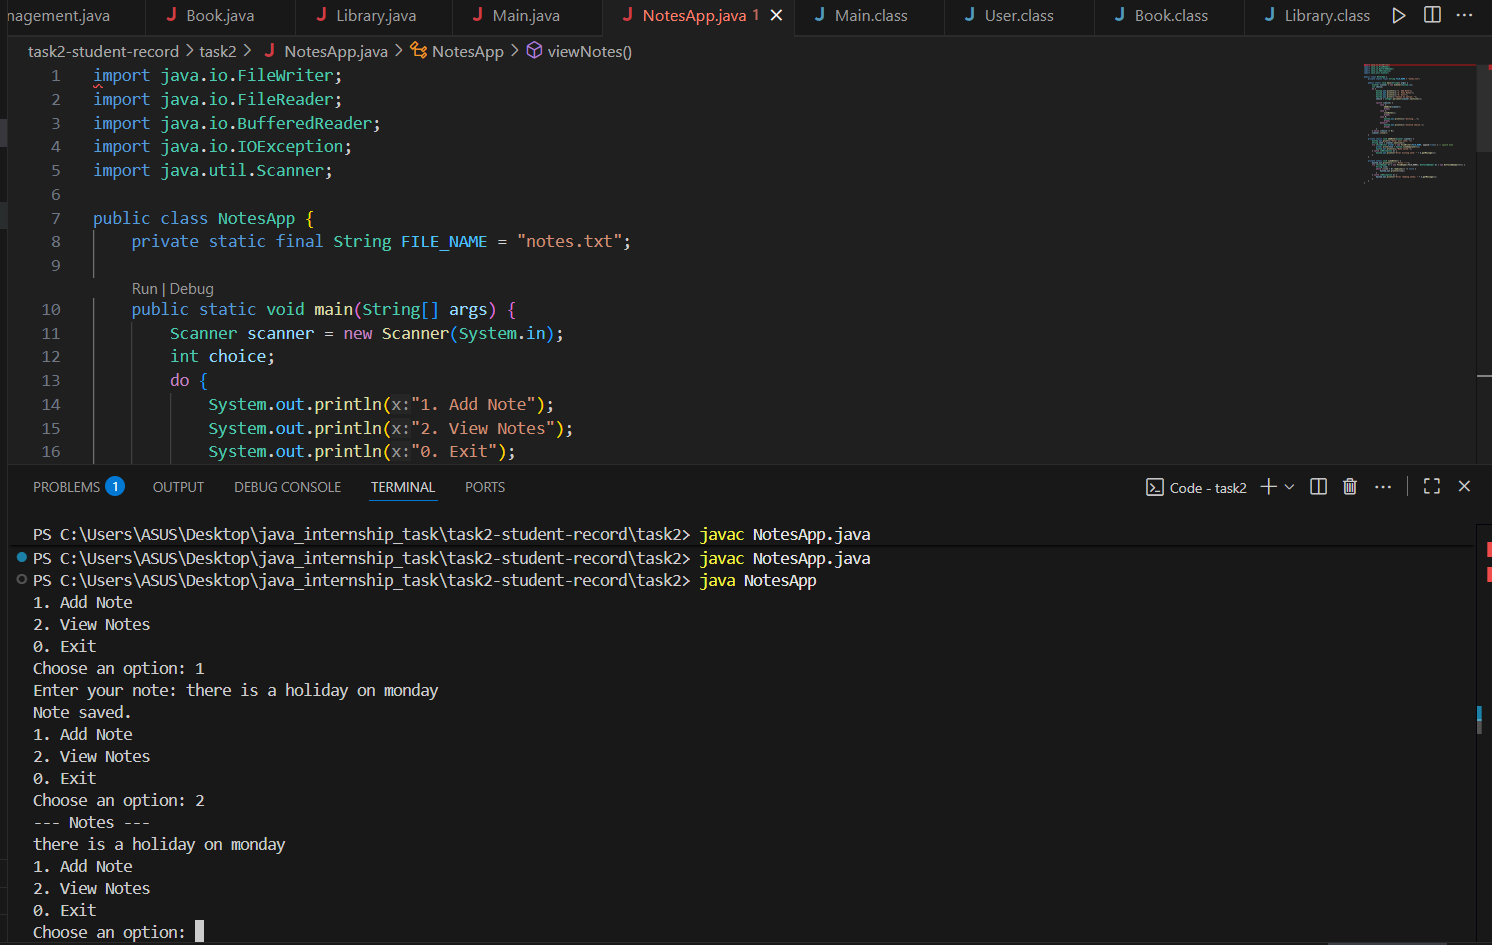 nagement.java J Book.java J Library.java J Main.java J NotesApp.java 1 J Main.class J User.class J Book.class J Library.class
task2-student-record > task2 > J NotesApp.java > NotesApp > viewNotes()
1 import java.io.FileWriter;
2 import java.io.FileReader;
3 import java.io.BufferedReader;
4 import java.io.IOException;
5 import java.util.Scanner;
6
7 public class NotesApp {
8 private static final String FILE_NAME = "notes.txt";
9
Run | Debug
10 public static void main(String[] args) {
11 Scanner scanner = new Scanner(System.in);
12 int choice;
13 do {
14 System.out.println(x:"1. Add Note");
15 System.out.println(x:"2. View Notes");
16 System.out.println(x:"0. Exit");
PROBLEMS 1 OUTPUT DEBUG CONSOLE TERMINAL PORTS Code - task2
PS C:\Users\ASUS\Desktop\java_internship_task\task2-student-record\task2> javac NotesApp.java
PS C:\Users\ASUS\Desktop\java_internship_task\task2-student-record\task2> javac NotesApp.java
PS C:\Users\ASUS\Desktop\java_internship_task\task2-student-record\task2> java NotesApp
1. Add Note
2. View Notes
0. Exit
Choose an option: 1
Enter your note: there is a holiday on monday
Note saved.
1. Add Note
2. View Notes
0. Exit
Choose an option: 2
--- Notes ---
there is a holiday on monday
1. Add Note
2. View Notes
0. Exit
Choose an option: